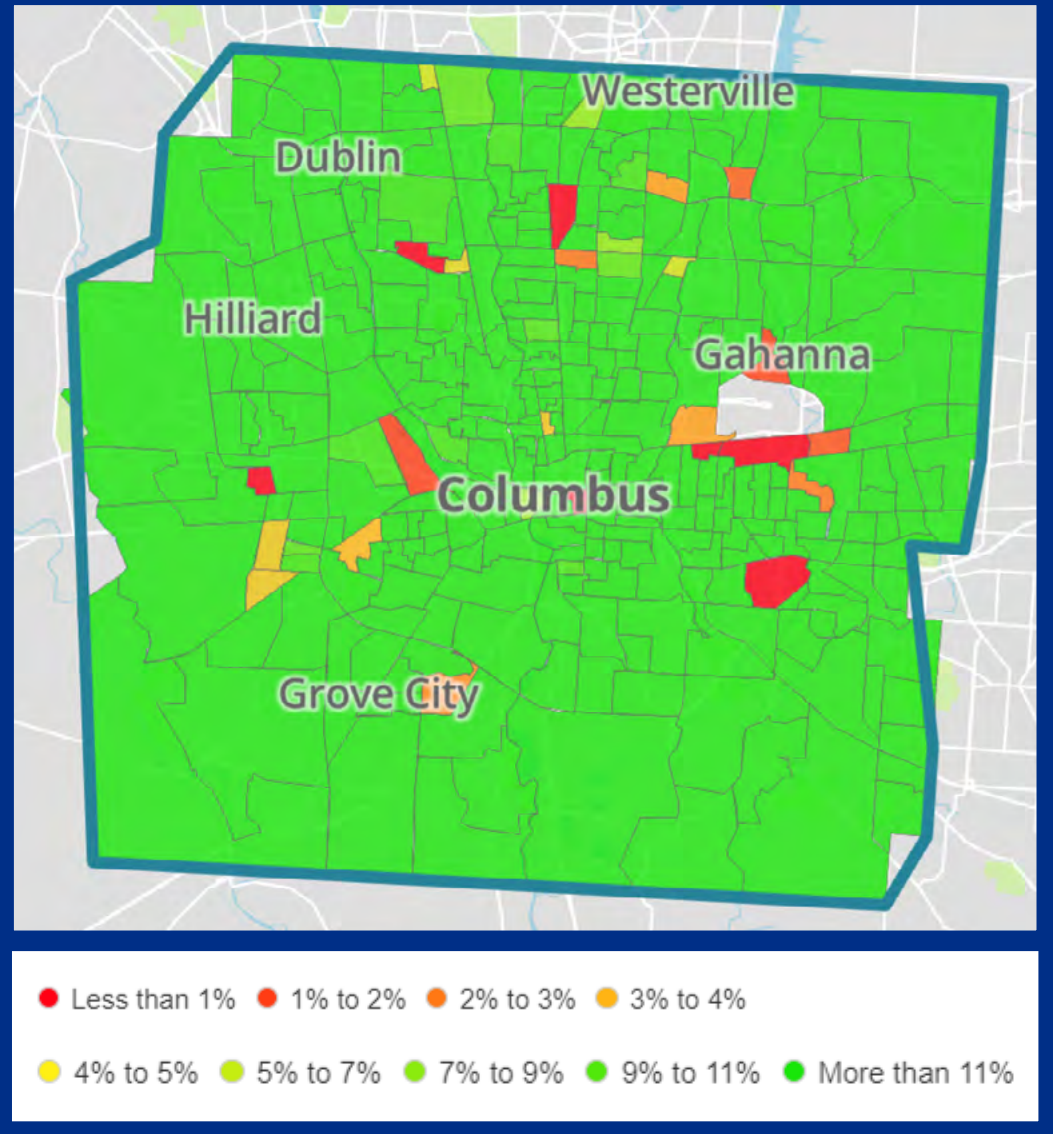 Westerville
Dublin
Hilliard
Gahanna
Columbus
Grove City
Less than 1% 1% to 2% 2% to 3% 3% to 4%
4% to 5% 5% to 7% 7% to 9% 9% to 11% More than 11%